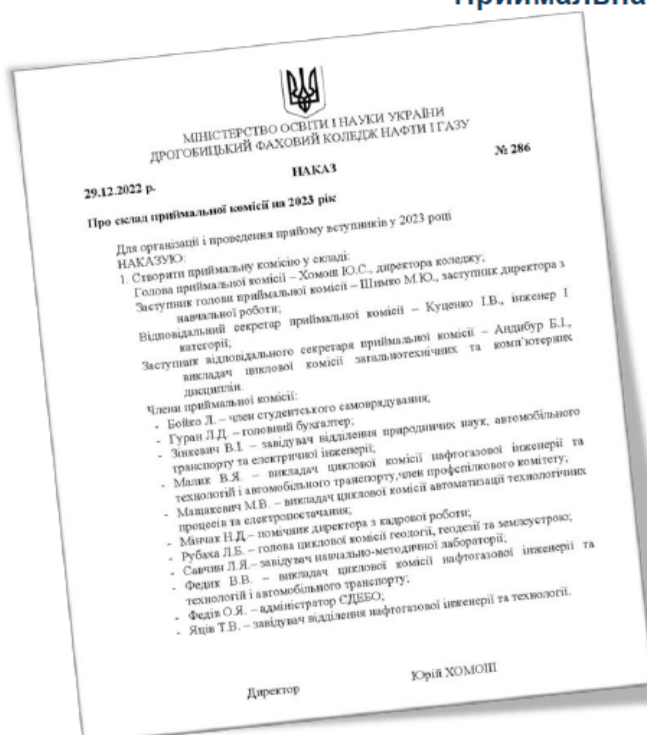 Приймальна
МІНІСТЕРСТВО ОСВІТИ І НАУКИ УКРАЇНИ
ДРОГОБИЦЬКИЙ ФАХОВИЙ КОЛЕДЖ НАФТИ І ГАЗУ
НАКАЗ
29.12.2022 р. № 286
Про склад приймальної комісії на 2023 рік
Для організації і проведення прийому вступників у 2023 році
НАКАЗУЮ:
1. Створити приймальну комісію у складі:
Голова приймальної комісії – Хомош Ю.С., директора коледжу;
Заступник голови приймальної комісії – Шимко М.Ю., заступник директора з
навчальної роботи;
Відповідальний секретар приймальної комісії – Куценко І.В., інженер І
категорії;
Заступник відповідального секретаря приймальної комісії – Андибур Б.І.,
викладач циклової комісії загальнотехнічних та комп'ютерних
дисциплін.
Члени приймальної комісії:
- Бойко Л. – член студентського самоврядування;
- Гуран Л.Д. – головний бухгалтер;
- Зінкевич В.І. – завідувач відділення природничих наук, автомобільного
транспорту та електричної інженерії;
- Малик В.Я. – викладач циклової комісії нафтогазової інженерії та
технологій і автомобільного транспорту,член профспілкового комітету;
- Мацакевич М.В. – викладач циклової комісії автоматизації технологічних
процесів та електропостачання;
- Мінчак Н.Д.– помічник директора з кадрової роботи;
- Рубаха Л.Б. – голова циклової комісії геології, геодезії та землеустрою;
- Савчин Л.Я.– завідувач навчально-методичної лабораторії;
- Федик В.В. – викладач циклової комісії нафтогазової інженерії та
технологій і автомобільного транспорту;
- Федів О.Я. – адміністратор ЄДЕБО;
- Яців Т.В. – завідувач відділення нафтогазової інженерії та технології.
Директор Юрій ХОМОШ